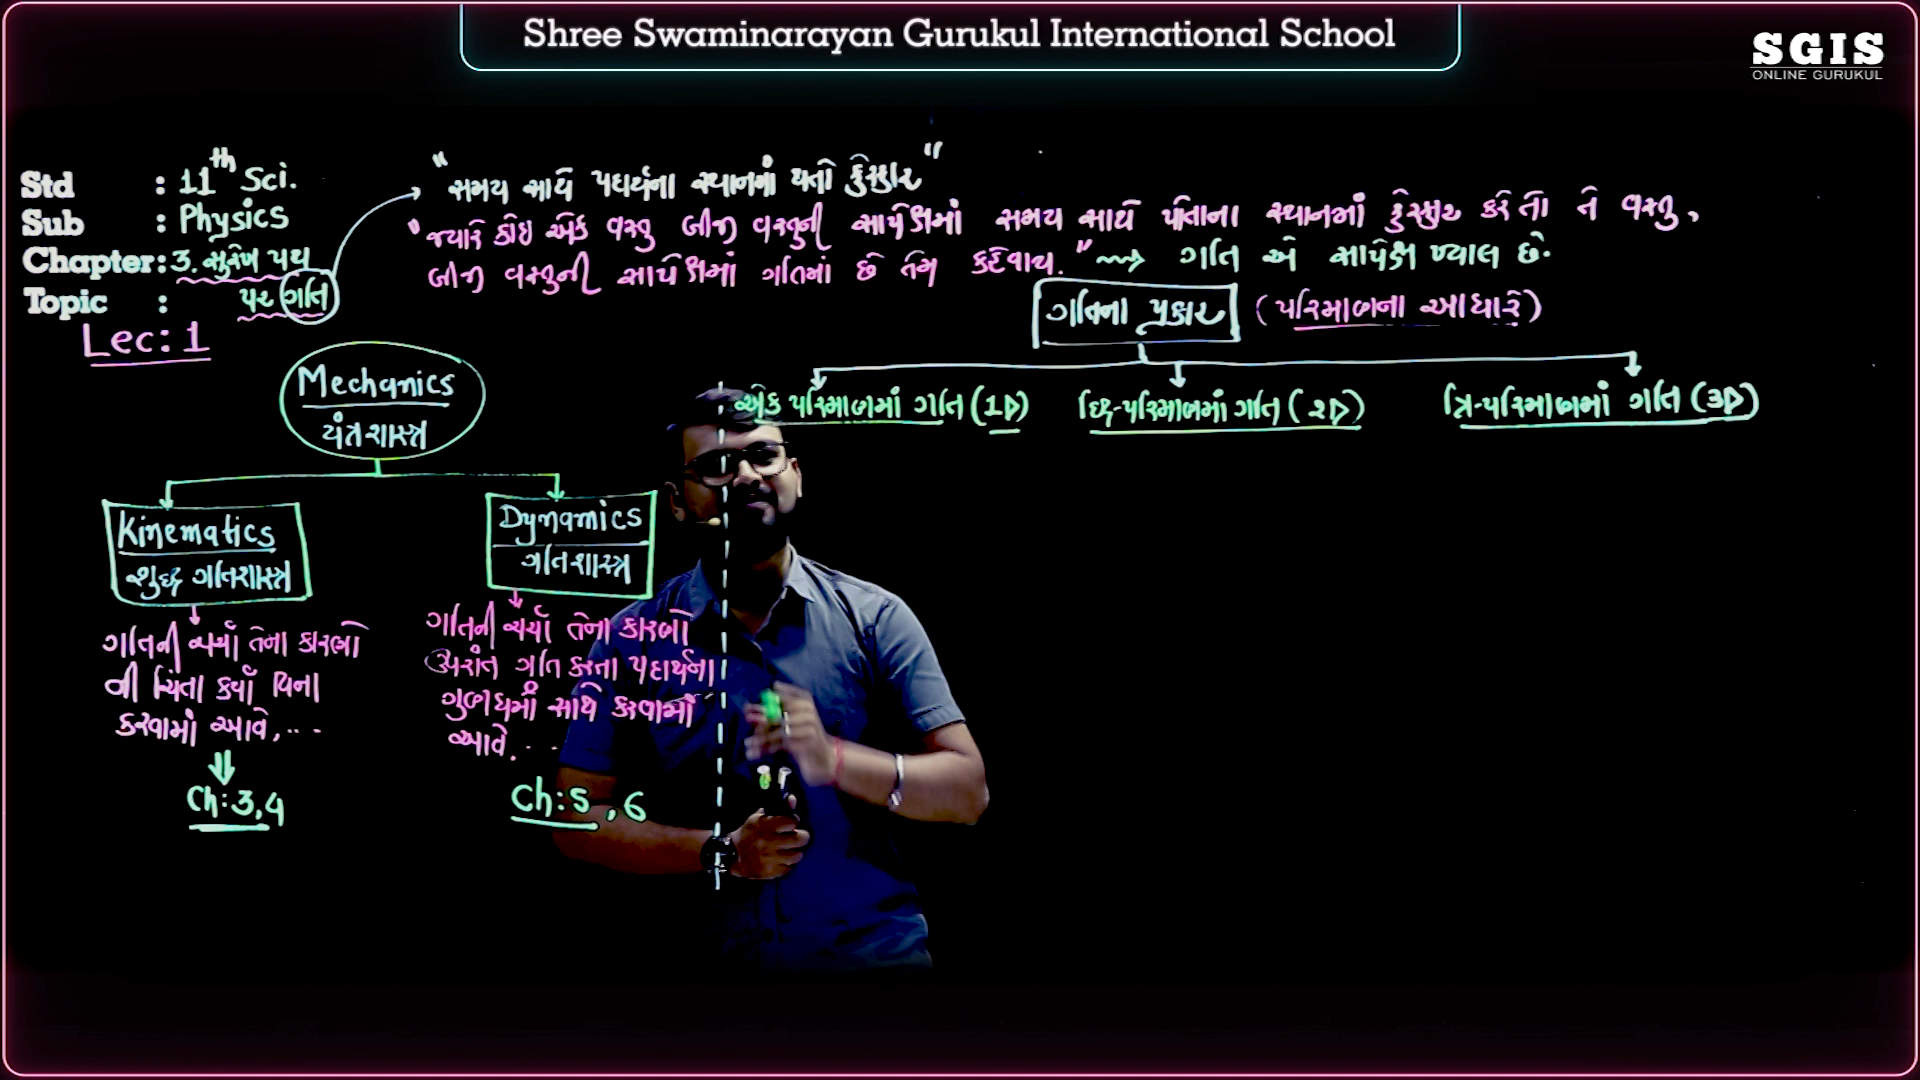 Shree Swaminarayan Gurukul International School
SGIS
ONLINE GURUKUL
Std : 11th Sci.
Sub : Physics
Chapter: 3. સુરેખ પથ
Topic : પર ગતિ
Lec: 1
"સમય સાથે પદાર્થના સ્થાનમાં થતો ફેરફાર"
"જ્યારે કોઇ એક વસ્તુ બીજી વસ્તુની સાપેક્ષમાં સમય સાથે પોતાના સ્થાનમાં ફેરફાર કરે તો તે વસ્તુ,
બીજી વસ્તુની સાપેક્ષમાં ગતિમાં છે તેમ કહેવાય." ગતિ એ સાપેક્ષ ખ્યાલ છે.
ગતિના પ્રકાર (પરિમાણના આધારે)
એક પરિમાણમાં ગતિ (1D)
દ્વિ-પરિમાણમાં ગતિ (2D)
ત્રિ-પરિમાણમાં ગતિ (3D)
Mechanics
યંત્રશાસ્ત્ર
Kinematics
શુદ્ધ ગતિશાસ્ત્ર
ગતિની ચર્ચા તેના કારણો
ની ચિંતા કર્યા વિના
કરવામાં આવે,...
Ch: 3,4
Dynamics
ગતિશાસ્ત્ર
ગતિની ચર્ચા તેના કારણો
ઉપરાંત ગતિ કરતા પદાર્થના
ગુણધર્મો સાથે કરવામાં
આવે....
Ch: 5, 6